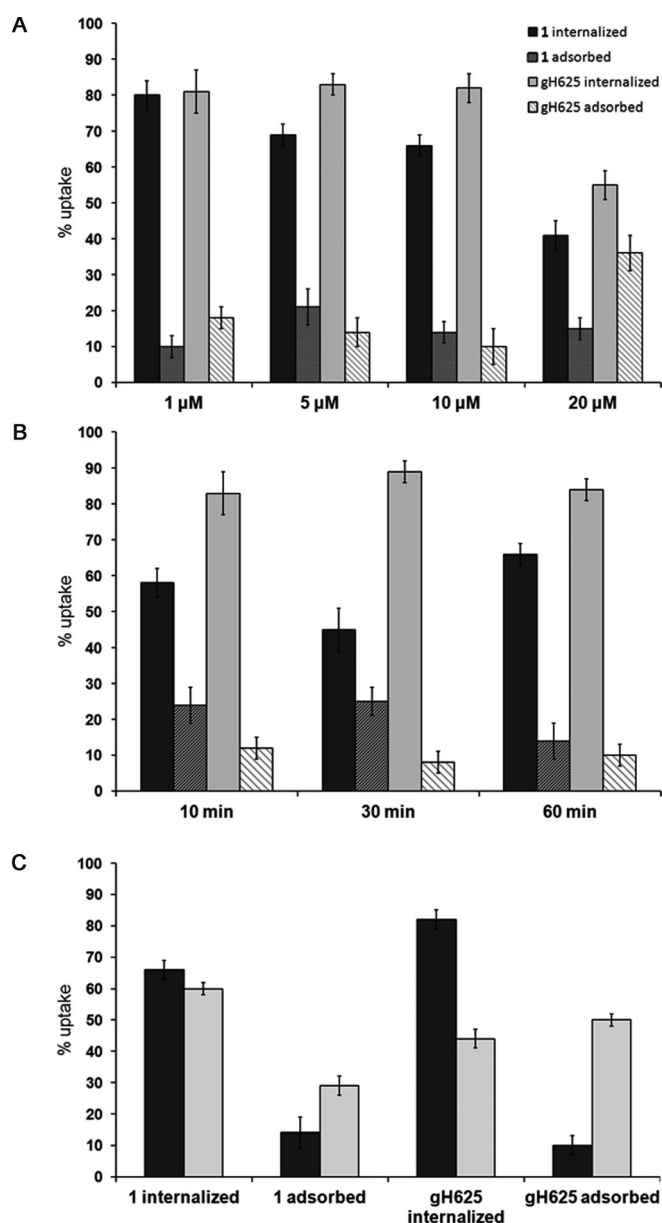 A
1 internalized
1 adsorbed
gH625 internalized
gH625 adsorbed
% uptake
100
90
80
70
60
50
40
30
20
10
0
1 µM 5 µM 10 µM 20 µM
B
% uptake
100
90
80
70
60
50
40
30
20
10
0
10 min 30 min 60 min
C
% uptake
100
90
80
70
60
50
40
30
20
10
0
1 internalized 1 adsorbed gH625 internalized gH625 adsorbed